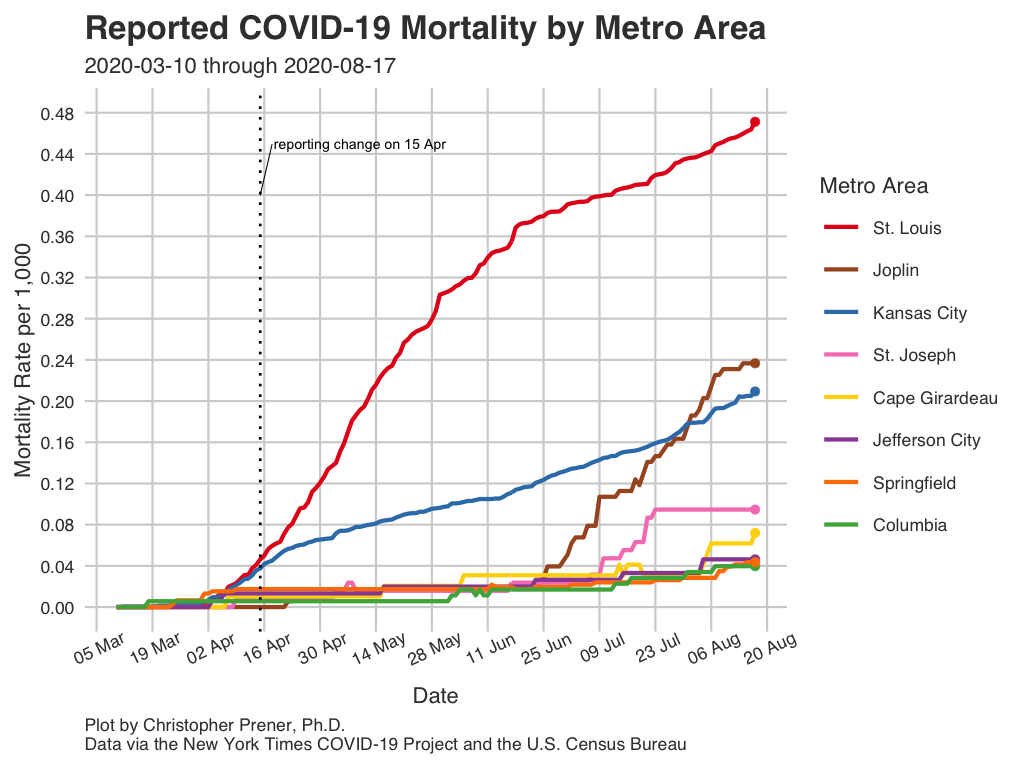 Reported COVID-19 Mortality by Metro Area
2020-03-10 through 2020-08-17
Mortality Rate per 1,000
0.48
0.44
0.40
0.36
0.32
0.28
0.24
0.20
0.16
0.12
0.08
0.04
0.00
reporting change on 15 Apr
05 Mar
19 Mar
02 Apr
16 Apr
30 Apr
14 May
28 May
11 Jun
25 Jun
09 Jul
23 Jul
06 Aug
20 Aug
Date
Metro Area
St. Louis
Joplin
Kansas City
St. Joseph
Cape Girardeau
Jefferson City
Springfield
Columbia
Plot by Christopher Prener, Ph.D.
Data via the New York Times COVID-19 Project and the U.S. Census Bureau